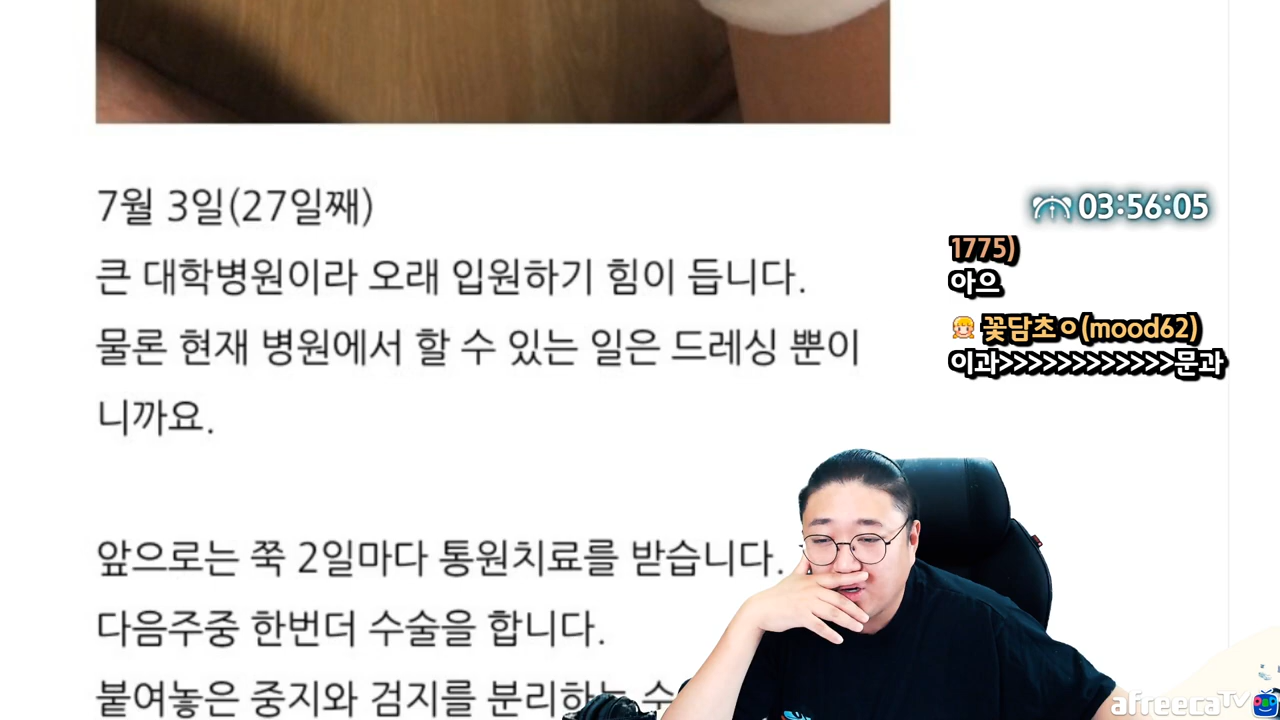 7월 3일(27일째)
큰 대학병원이라 오래 입원하기 힘이 듭니다.
물론 현재 병원에서 할 수 있는 일은 드레싱 뿐이
니까요.
앞으로는 쭉 2일마다 통원치료를 받습니다.
다음주중 한번더 수술을 합니다.
붙여놓은 중지와 검지를 분리하는 수
03:56:05
1775)
아으
꽃담초ㅇ(mood62)
이과>>>>>>>>>>>>문과
afreecaTV